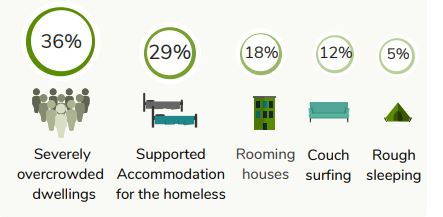 36%
29%
18%
12%
5%
Severely
overcrowded
dwellings
Supported
Accommodation
for the homeless
Rooming
houses
Couch
surfing
Rough
sleeping